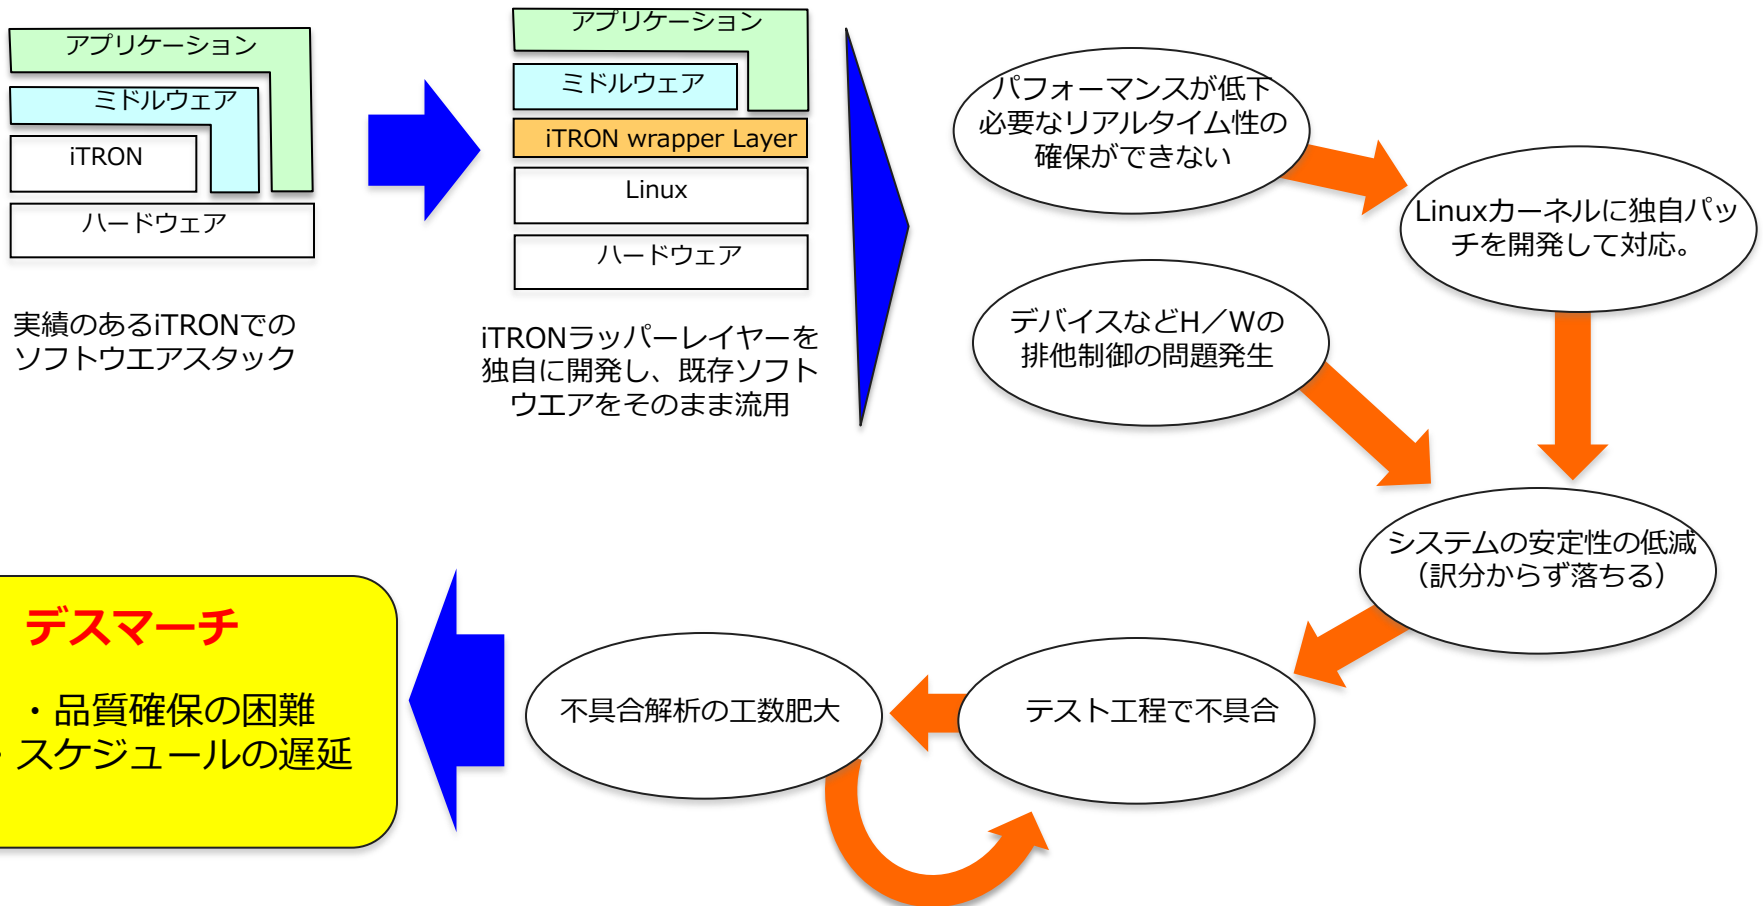 アプリケーション
ミドルウェア
iTRON
ハードウェア
実績のあるiTRONでの
ソフトウエアスタック
アプリケーション
ミドルウェア
iTRON wrapper Layer
Linux
ハードウェア
iTRONラッパーレイヤーを
独自に開発し、既存ソフト
ウエアをそのまま流用
パフォーマンスが低下
必要なリアルタイム性の
確保ができない
Linuxカーネルに独自パッ
チを開発して対応。
デバイスなどH／Wの
排他制御の問題発生
システムの安定性の低減
（訳分からず落ちる）
テスト工程で不具合
不具合解析の工数肥大
デスマーチ
・品質確保の困難
・スケジュールの遅延